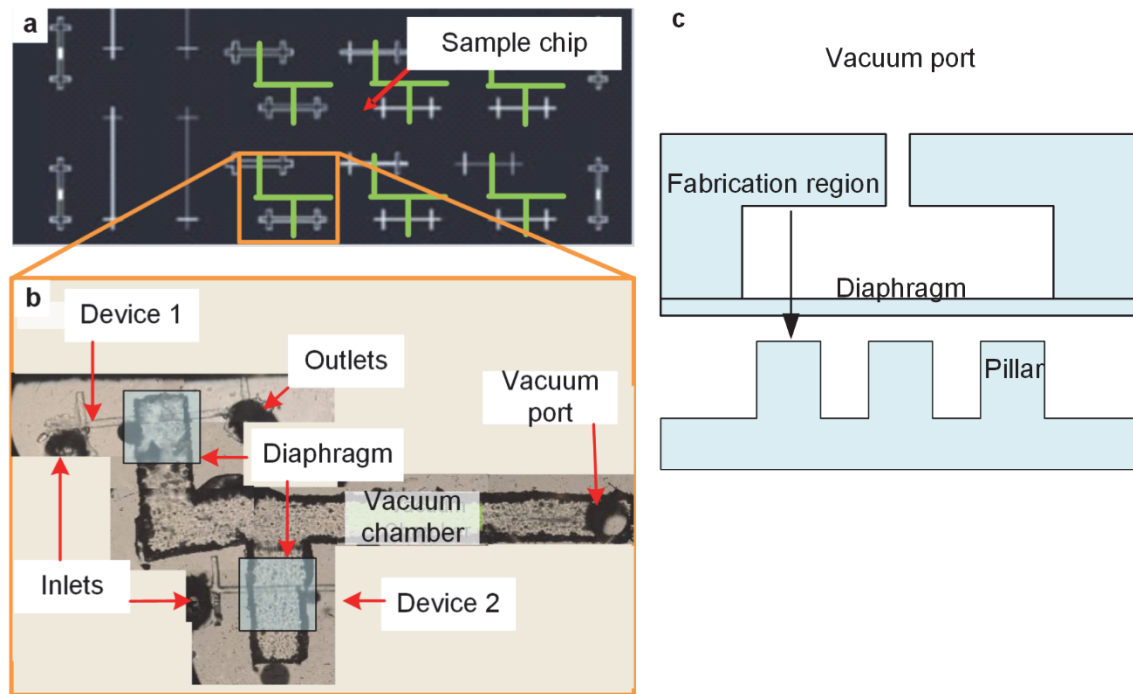 a
Sample chip
b
Device 1
Outlets
Vacuum
port
Diaphragm
Vacuum
chamber
Inlets
Device 2
c
Vacuum port
Fabrication region
Diaphragm
Pillar